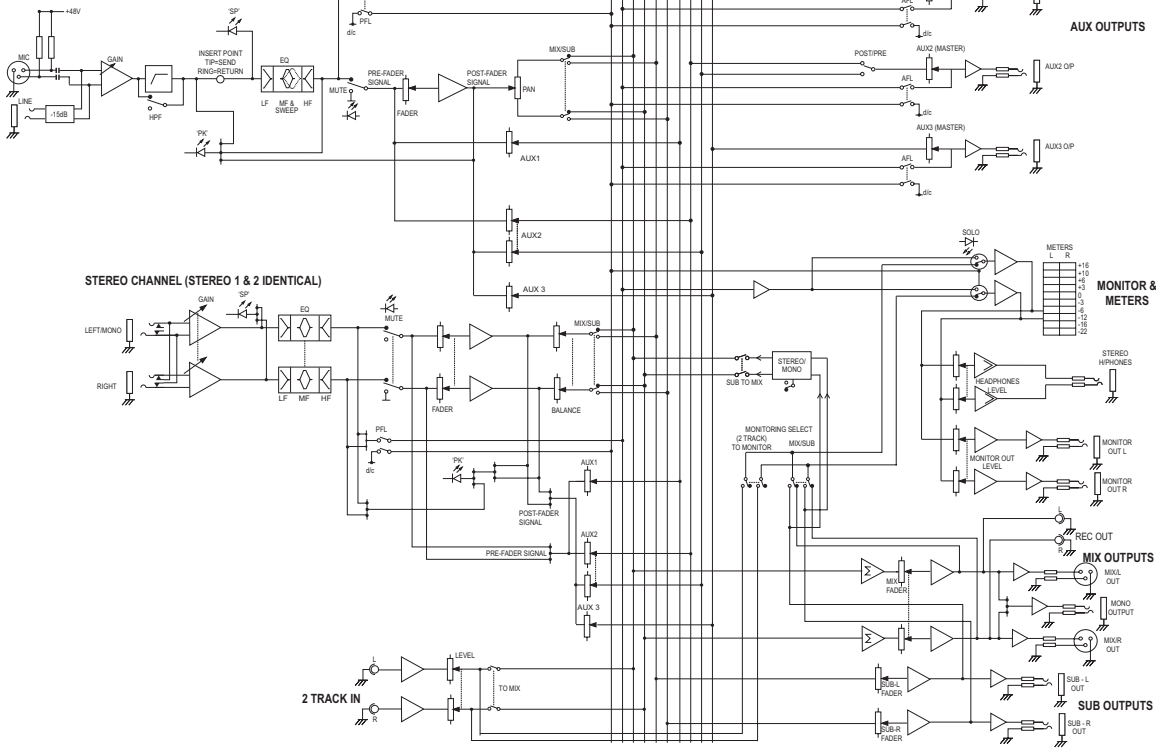 +48V
'SP'
PFL
d/c
AFL
d/c
AUX OUTPUTS
MIC
GAIN
INSERT POINT
TIP=SEND
RING=RETURN
EQ
MIX/SUB
POST/PRE
AUX2 (MASTER)
AUX2 O/P
PRE-FADER
SIGNAL
POST-FADER
SIGNAL
PAN
MUTE
AFL
d/c
LINE
-15dB
HPF
LF
MF &
SWEEP
HF
FADER
'PK'
AUX1
AUX3 (MASTER)
AUX3 O/P
AFL
d/c
AUX2
AUX 3
SOLO
METERS
L R
+16
+10
+6
+3
0
-3
-6
-12
-16
-22
MONITOR &
METERS
STEREO CHANNEL (STEREO 1 & 2 IDENTICAL)
GAIN
'SP'
EQ
MUTE
MIX/SUB
LEFT/MONO
RIGHT
LF MF HF
FADER
BALANCE
SUB TO MIX
STEREO/
MONO
STEREO
H/PHONES
HEADPHONES
LEVEL
PFL
d/c
'PK'
MONITORING SELECT
(2 TRACK)
TO MONITOR
MIX/SUB
MONITOR
OUT L
MONITOR OUT
LEVEL
MONITOR
OUT R
AUX1
POST-FADER
SIGNAL
AUX2
PRE-FADER SIGNAL
AUX 3
L
R
REC OUT
MIX OUTPUTS
Σ
MIX
FADER
MIX/L
OUT
MONO
OUTPUT
Σ
MIX/R
OUT
2 TRACK IN
L
R
LEVEL
TO MIX
SUB-L
FADER
SUB - L
OUT
SUB OUTPUTS
SUB-R
FADER
SUB - R
OUT